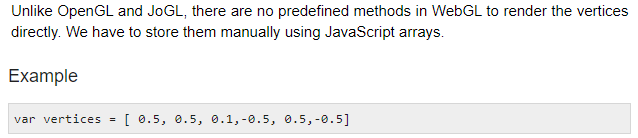 Unlike OpenGL and JoGL, there are no predefined methods in WebGL to render the vertices
directly. We have to store them manually using JavaScript arrays.
Example
var vertices = [ 0.5, 0.5, 0.1,-0.5, 0.5,-0.5]